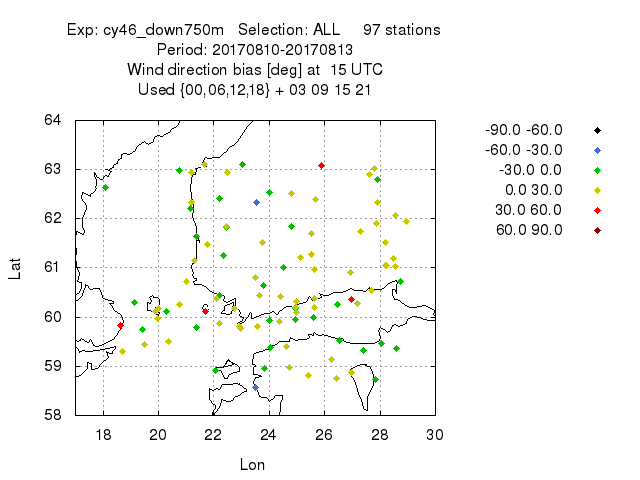 Exp: cy46_down750m   Selection: ALL     97 stations
Period: 20170810-20170813
Wind direction bias [deg] at  15 UTC
Used {00,06,12,18} + 03 09 15 21
64
63
62
61
60
59
58
Lat
18 20 22 24 26 28 30
Lon
-90.0 -60.0
-60.0 -30.0
-30.0 0.0
0.0 30.0
30.0 60.0
60.0 90.0